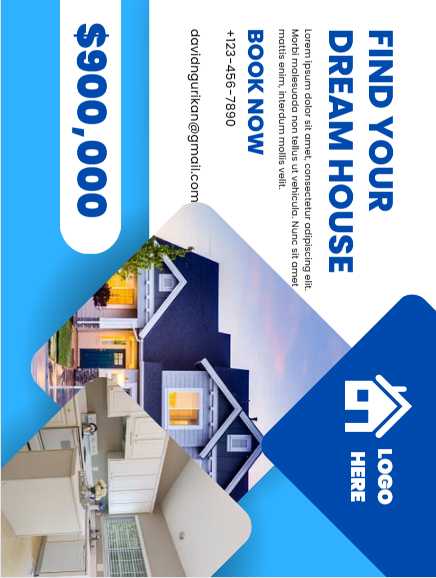 FIND YOUR
DREAM HOUSE
Lorem ipsum dolor sit amet, consectetur adipiscing elit.
Morbi malesuada non tellus ut vehicula. Nunc sit amet
mattis enim, interdum mollis velit.
BOOK NOW
+123-456-7890
davidngurikan@gmail.com
$900,000
LOGO
HERE